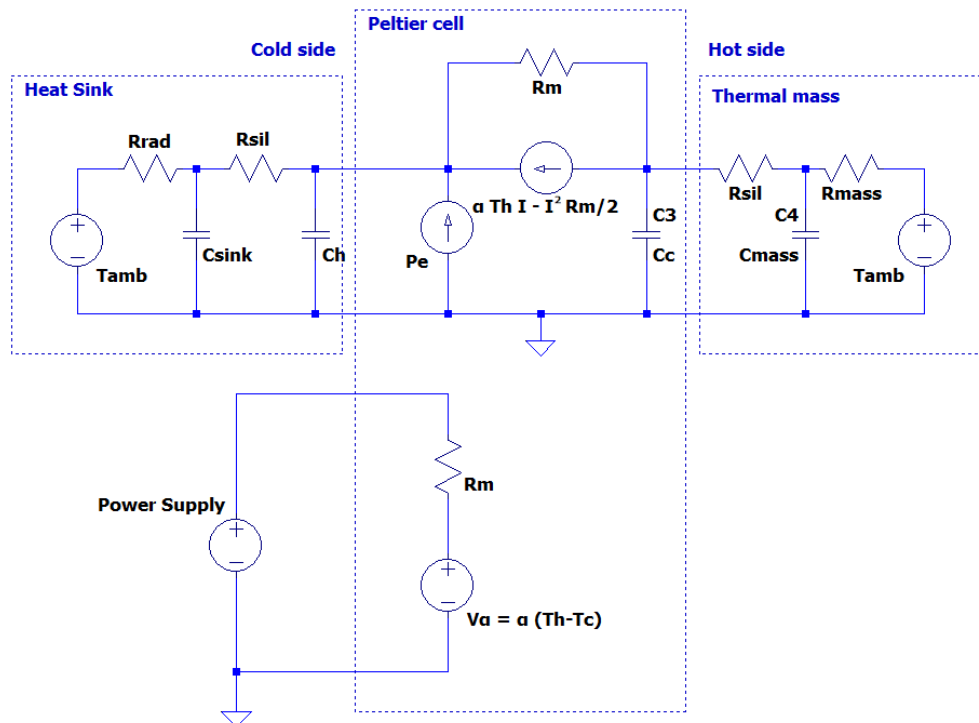 Peltier cell
Cold side
Hot side
Heat Sink
Thermal mass
Rm
Rrad
Rsil
α Th I - I² Rm/2
Rsil
Rmass
+
-
Tamb
Csink
Ch
Pe
C3
Cc
C4
Cmass
+
-
Tamb
Rm
Power Supply
+
-
+
-
Vα = α (Th-Tc)